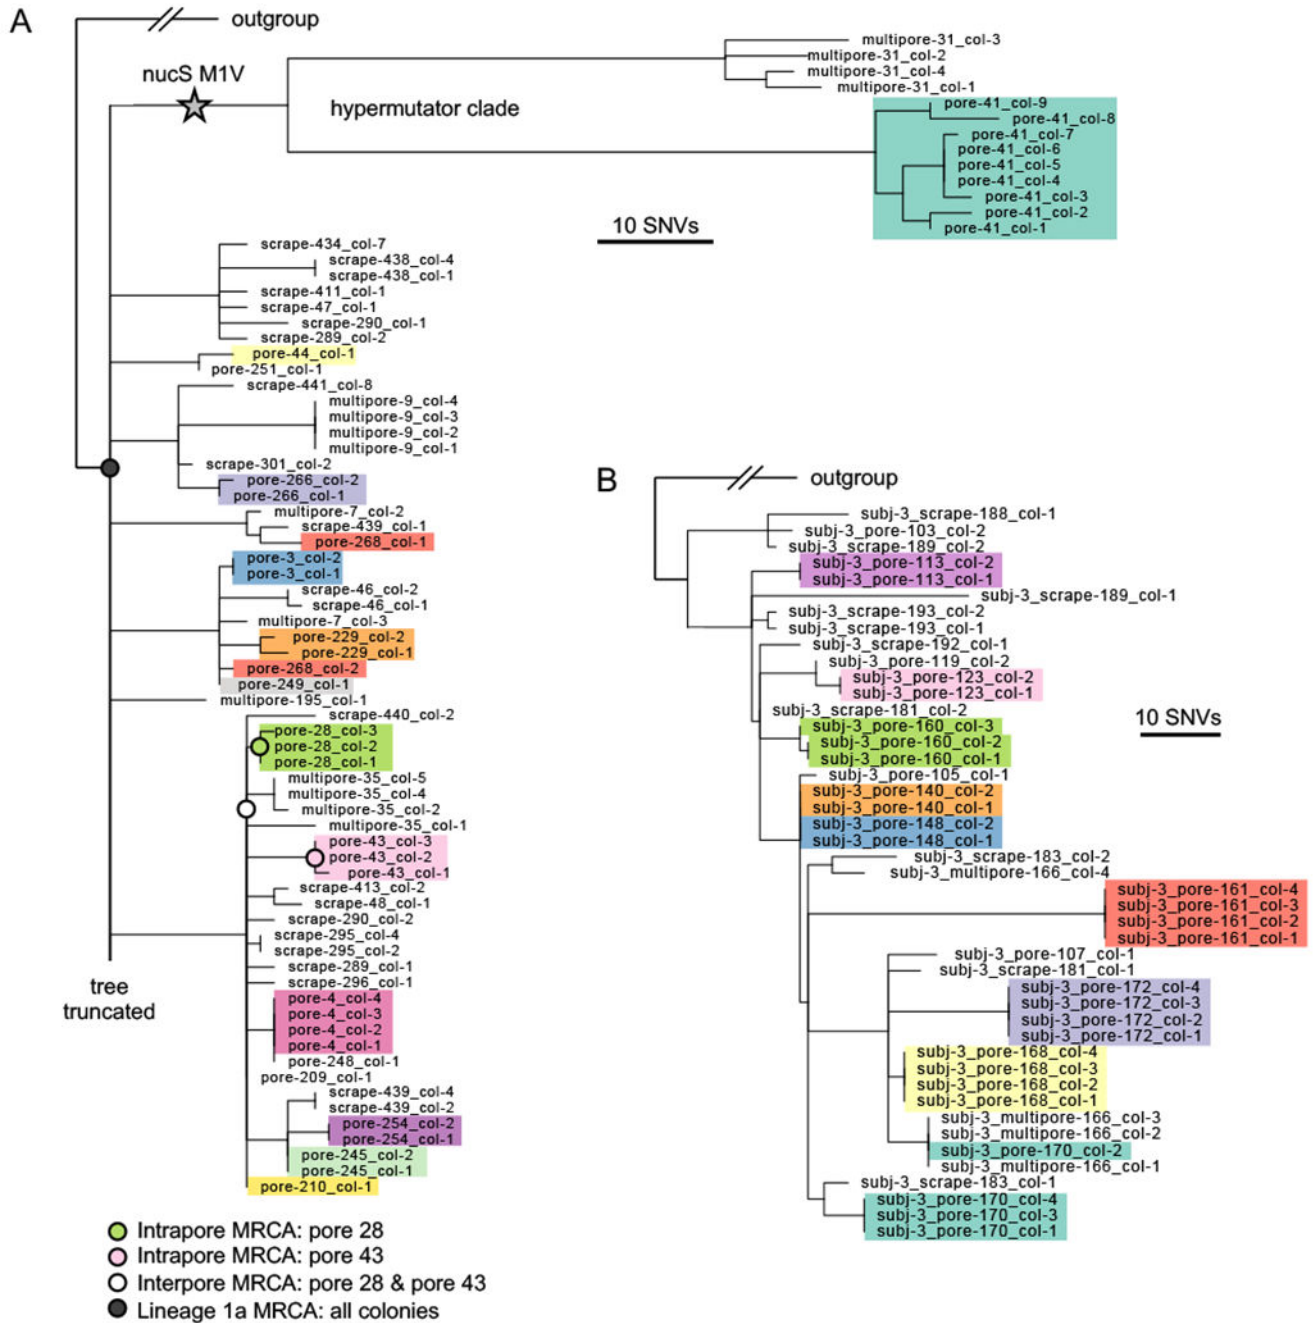 A
outgroup
nucS M1V
hypermutator clade
multipore-31_col-3
multipore-31_col-2
multipore-31_col-4
multipore-31_col-1
pore-41_col-9
pore-41_col-8
pore-41_col-7
pore-41_col-6
pore-41_col-5
pore-41_col-4
pore-41_col-3
pore-41_col-2
pore-41_col-1
10 SNVs
scrape-434_col-7
scrape-438_col-4
scrape-438_col-1
scrape-411_col-1
scrape-47_col-1
scrape-290_col-1
scrape-289_col-2
pore-44_col-1
pore-251_col-1
scrape-441_col-8
multipore-9_col-4
multipore-9_col-3
multipore-9_col-2
multipore-9_col-1
scrape-301_col-2
pore-266_col-2
pore-266_col-1
multipore-7_col-2
scrape-439_col-1
pore-268_col-1
pore-3_col-2
pore-3_col-1
scrape-46_col-2
scrape-46_col-1
multipore-7_col-3
pore-229_col-2
pore-229_col-1
pore-268_col-2
pore-249_col-1
multipore-195_col-1
scrape-440_col-2
pore-28_col-3
pore-28_col-2
pore-28_col-1
multipore-35_col-5
multipore-35_col-4
multipore-35_col-2
multipore-35_col-1
pore-43_col-3
pore-43_col-2
pore-43_col-1
scrape-413_col-2
scrape-48_col-1
scrape-290_col-2
scrape-295_col-4
scrape-295_col-2
scrape-289_col-1
scrape-296_col-1
pore-4_col-4
pore-4_col-3
pore-4_col-2
pore-4_col-1
pore-248_col-1
pore-209_col-1
scrape-439_col-4
scrape-439_col-2
pore-254_col-2
pore-254_col-1
pore-245_col-2
pore-245_col-1
pore-210_col-1
tree
truncated
Intrapore MRCA: pore 28
Intrapore MRCA: pore 43
Interpore MRCA: pore 28 & pore 43
Lineage 1a MRCA: all colonies
B
outgroup
subj-3_scrape-188_col-1
subj-3_pore-103_col-2
subj-3_scrape-189_col-2
subj-3_pore-113_col-2
subj-3_pore-113_col-1
subj-3_scrape-189_col-1
subj-3_scrape-193_col-2
subj-3_scrape-193_col-1
subj-3_scrape-192_col-1
subj-3_pore-119_col-2
subj-3_pore-123_col-2
subj-3_pore-123_col-1
subj-3_scrape-181_col-2
subj-3_pore-160_col-3
subj-3_pore-160_col-2
subj-3_pore-160_col-1
10 SNVs
subj-3_pore-105_col-1
subj-3_pore-140_col-2
subj-3_pore-140_col-1
subj-3_pore-148_col-2
subj-3_pore-148_col-1
subj-3_scrape-183_col-2
subj-3_multipore-166_col-4
subj-3_pore-161_col-4
subj-3_pore-161_col-3
subj-3_pore-161_col-2
subj-3_pore-161_col-1
subj-3_pore-107_col-1
subj-3_scrape-181_col-1
subj-3_pore-172_col-4
subj-3_pore-172_col-3
subj-3_pore-172_col-2
subj-3_pore-172_col-1
subj-3_pore-168_col-4
subj-3_pore-168_col-3
subj-3_pore-168_col-2
subj-3_pore-168_col-1
subj-3_multipore-166_col-3
subj-3_multipore-166_col-2
subj-3_pore-170_col-2
subj-3_multipore-166_col-1
subj-3_scrape-183_col-1
subj-3_pore-170_col-4
subj-3_pore-170_col-3
subj-3_pore-170_col-1